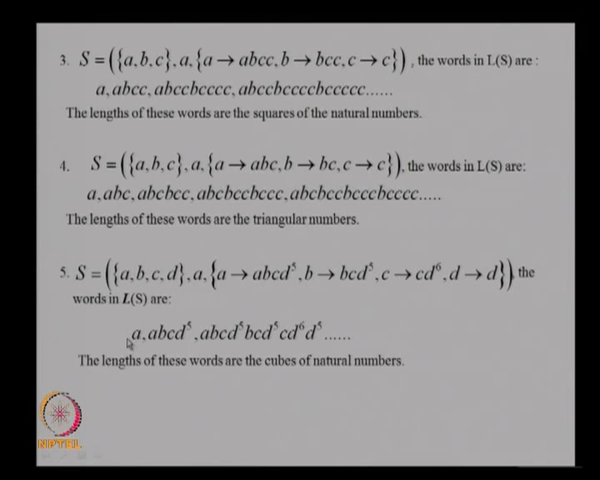 3. S = ({a,b,c},a,{a → abcc,b → bcc,c → c}) , the words in L(S) are :
a,abcc,abccbcccc,abccbccccbccccc......
The lengths of these words are the squares of the natural numbers.
4. S = ({a,b,c},a,{a → abc,b → bc,c → c}), the words in L(S) are:
a,abc,abcbcc,abcbccbccc,abcbccbcccbcccc.....
The lengths of these words are the triangular numbers.
5. S = ({a,b,c,d},a,{a → abcd⁵,b → bcd⁵,c → cd⁶,d → d}) the
words in L(S) are:
a,abcd⁵,abcd⁵bcd⁵cd⁶d⁵......
The lengths of these words are the cubes of natural numbers.
NPTEL